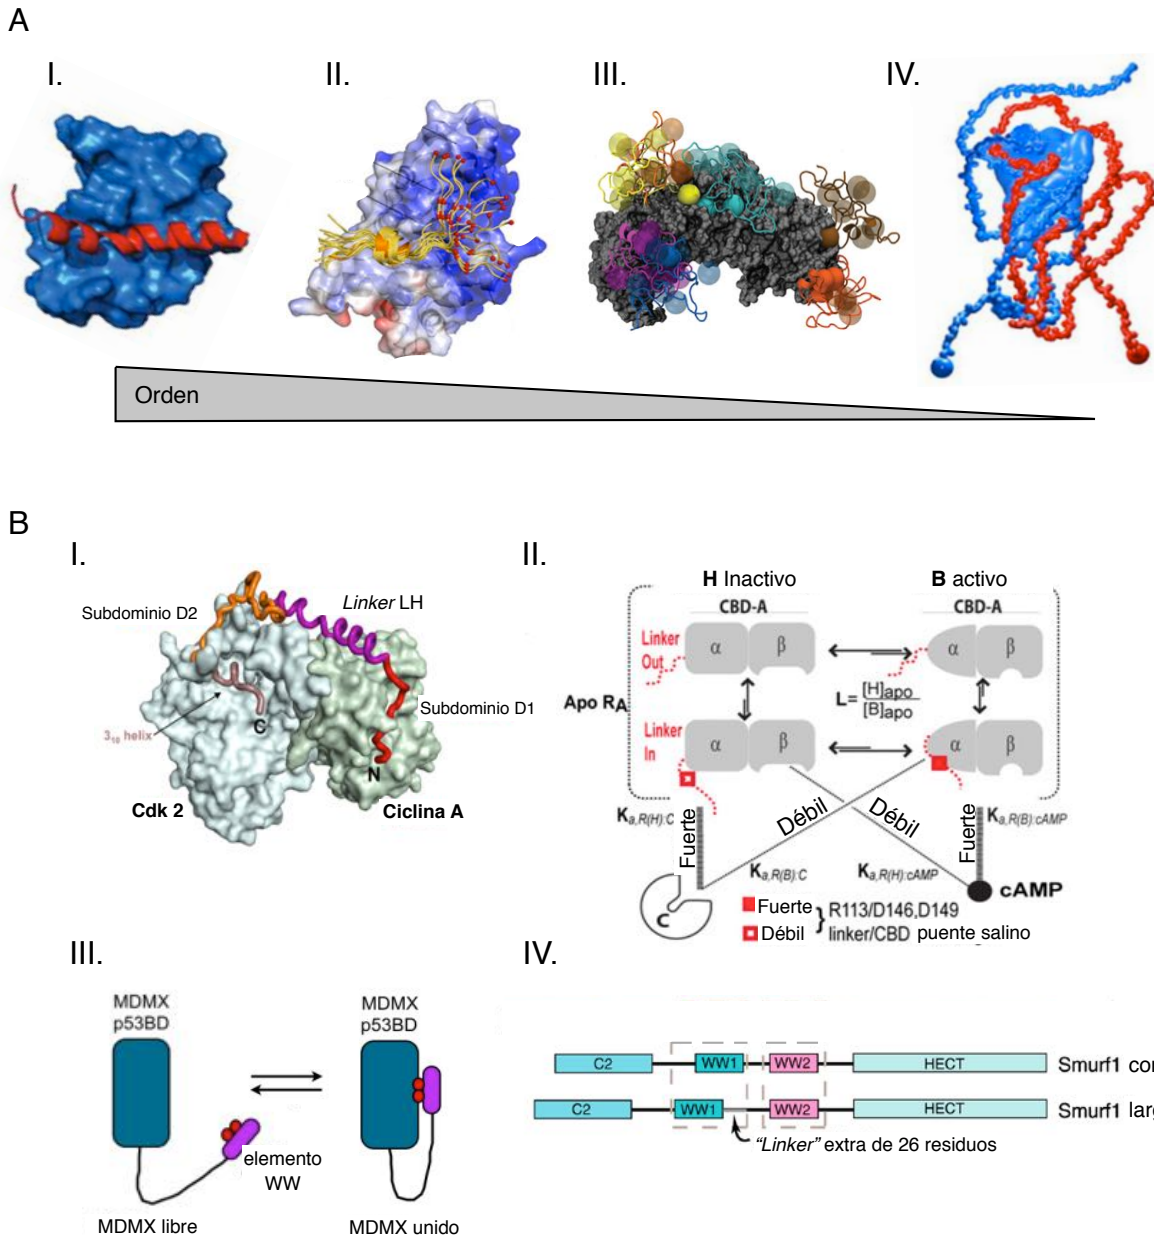 A
I.
II.
III.
IV.
Orden
B
I.
Subdominio D2
Linker LH
Subdominio D1
3₁₀ helix
C
N
Cdk 2
Ciclina A
II.
H Inactivo
B activo
CBD-A
CBD-A
Linker
Out
α
β
α
β
L= [H]apo
[B]apo
Apo RA
Linker
In
α
β
α
β
Ka,R(H):C
Fuerte
Débil
Débil
Fuerte
Ka,R(B):cAMP
Ka,R(B):C
Ka,R(H):cAMP
C
cAMP
Fuerte
Débil
} R113/D146,D149
linker/CBD puente salino
III.
MDMX
p53BD
MDMX
p53BD
elemento
WW
MDMX libre
MDMX unido
IV.
C2
WW1
WW2
HECT
Smurf1
C2
WW1
WW2
HECT
Smurf1
"Linker" extra de 26 residuos